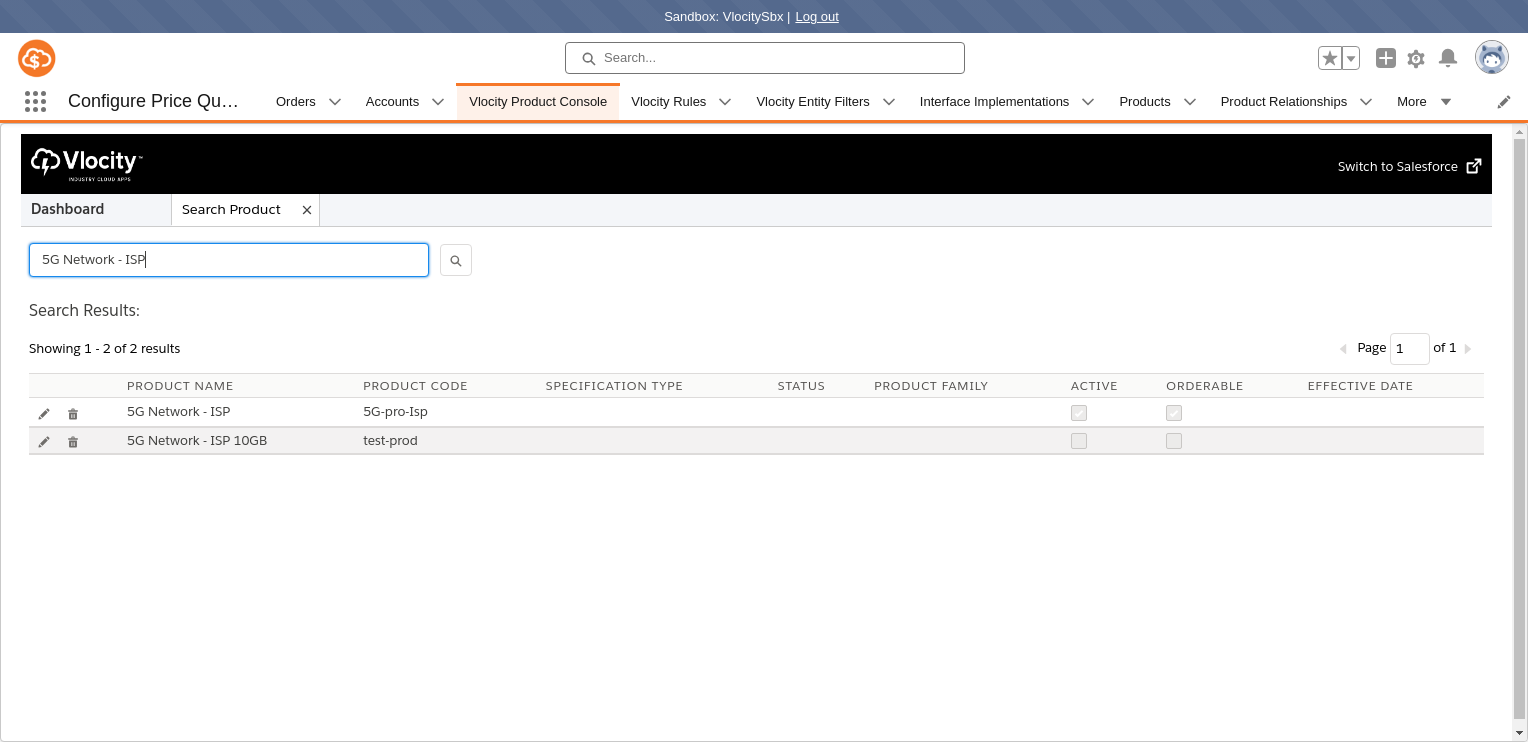 Sandbox: VlocitySbx | Log out
Search...
Configure Price Qu... Orders Accounts Vlocity Product Console Vlocity Rules Vlocity Entity Filters Interface Implementations Products Product Relationships More
Vlocity™
INDUSTRY CLOUD APPS
Switch to Salesforce
Dashboard Search Product
5G Network - ISP
Search Results:
Showing 1 - 2 of 2 results Page 1 of 1
PRODUCT NAME PRODUCT CODE SPECIFICATION TYPE STATUS PRODUCT FAMILY ACTIVE ORDERABLE EFFECTIVE DATE
5G Network - ISP 5G-pro-Isp
5G Network - ISP 10GB test-prod